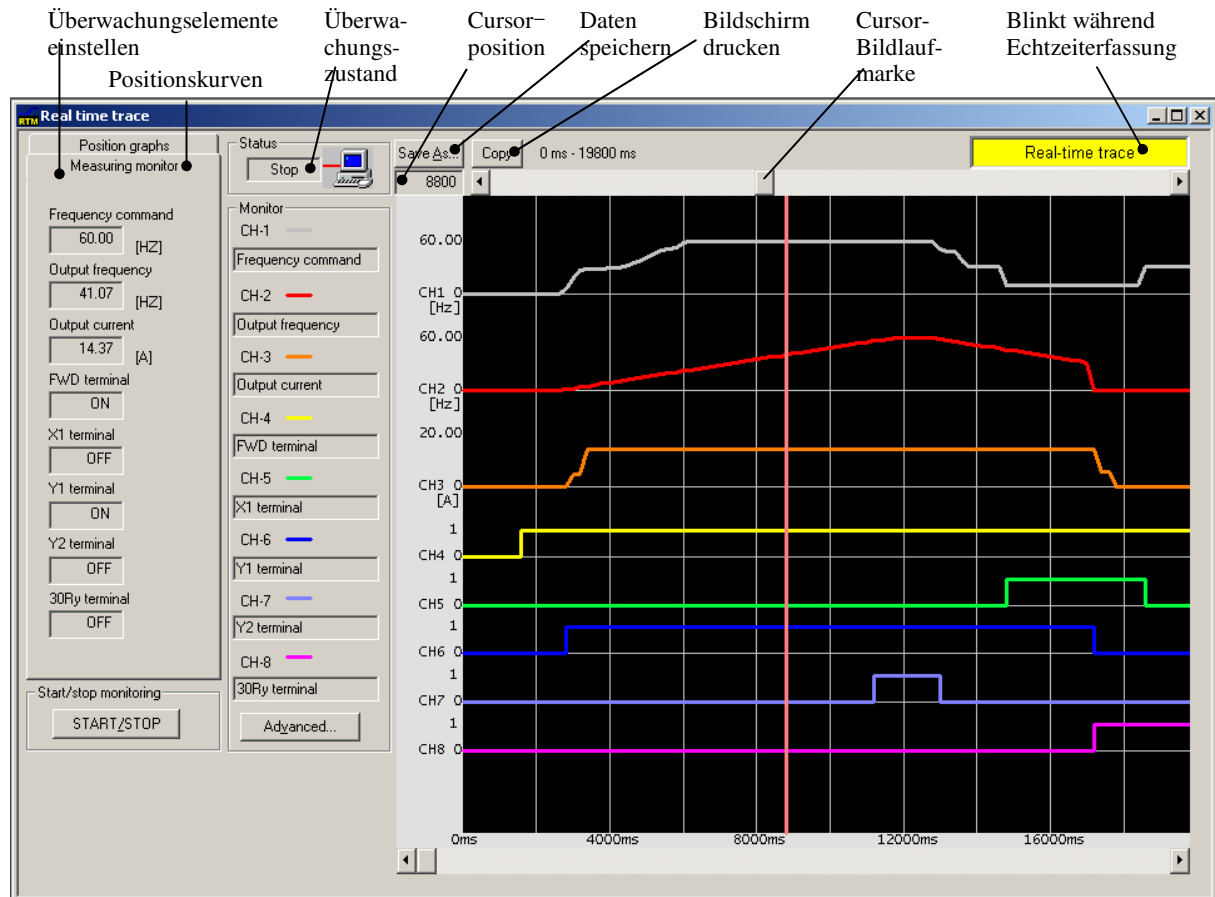 Überwachungselemente
einstellen
Positionskurven
Überwa-
chungs-
zustand
Cursor-
position
Daten
speichern
Bildschirm
drucken
Cursor-
Bildlauf-
marke
Blinkt während
Echtzeiterfassung
RTM Real time trace
Position graphs
Measuring monitor
Frequency command
60.00 [HZ]
Output frequency
41.07 [HZ]
Output current
14.37 [A]
FWD terminal
ON
X1 terminal
OFF
Y1 terminal
ON
Y2 terminal
OFF
30Ry terminal
OFF
Start/stop monitoring
START/STOP
Status
Stop
Monitor
CH-1
Frequency command
CH-2
Output frequency
CH-3
Output current
CH-4
FWD terminal
CH-5
X1 terminal
CH-6
Y1 terminal
CH-7
Y2 terminal
CH-8
30Ry terminal
Advanced...
Save As... Copy 0 ms - 19800 ms Real-time trace
8800
60.00
CH1 0
[Hz]
60.00
CH2 0
[Hz]
20.00
CH3 0
[A]
1
CH4 0
1
CH5 0
1
CH6 0
1
CH7 0
1
CH8 0
0ms 4000ms 8000ms 12000ms 16000ms